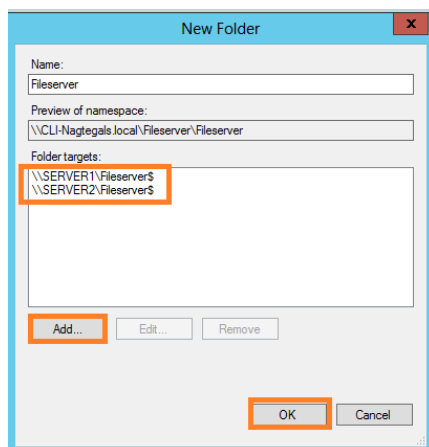 New Folder
x
Name:
Fileserver
Preview of namespace:
\\CLI-Nagtegals.local\Fileserver\Fileserver
Folder targets:
\\SERVER1\Fileserver$
\\SERVER2\Fileserver$
Add... Edit... Remove
OK Cancel